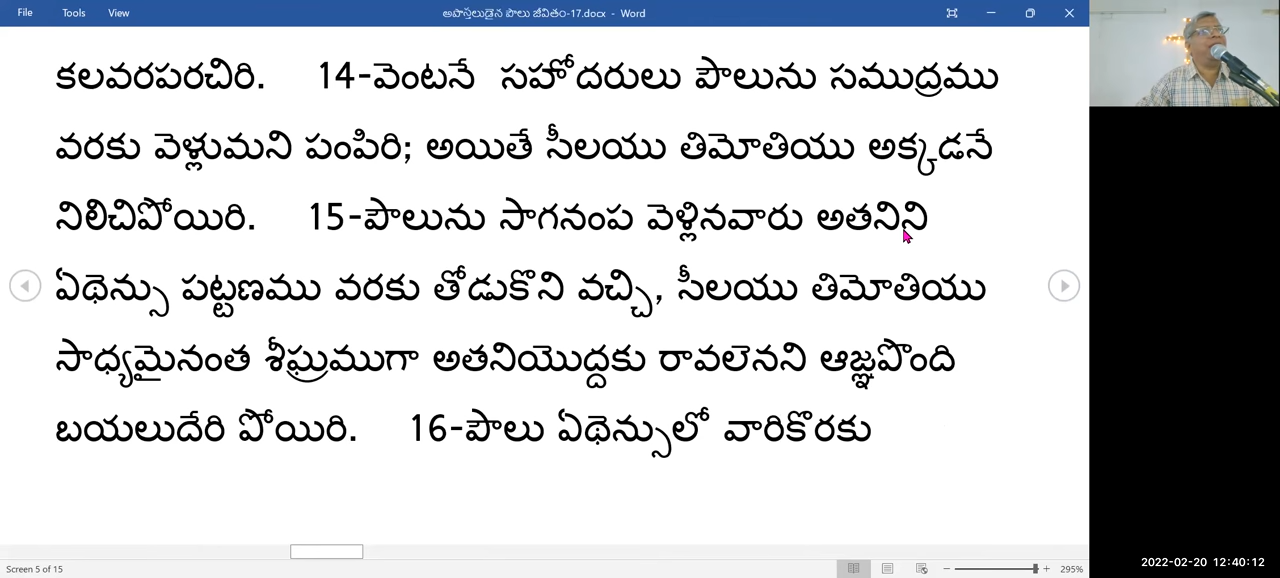 File Tools View అపొస్తలుడైన పౌలు జీవితం-17.docx - Word
కలవరపరచిరి. 14-వెంటనే సహోదరులు పౌలును సముద్రము
వరకు వెళ్లుమని పంపిరి; అయితే సీలయు తిమోతియు అక్కడనే
నిలిచిపోయిరి. 15-పౌలును సాగనంప వెళ్లినవారు అతనిని
ఏథెన్సు పట్టణము వరకు తోడుకొని వచ్చి, సీలయు తిమోతియు
సాధ్యమైనంత శీఘ్రముగా అతనియొద్దకు రావలెనని ఆజ్ఞపొంది
బయలుదేరి పోయిరి. 16-పౌలు ఏథెన్సులో వారికొరకు
2022-02-20 12:40:12
Screen 5 of 15 295%